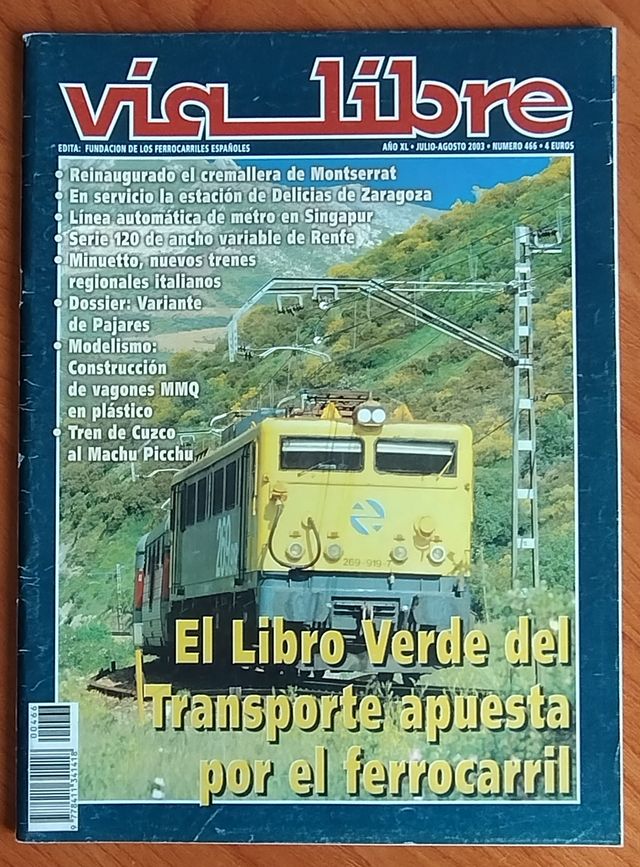 vía libre
EDITA: FUNDACION DE LOS FERROCARRILES ESPAÑOLES
AÑO XL • JULIO-AGOSTO 2003 • NUMERO 466 • 4 EUROS
• Reinaugurado el cremallera de Montserrat
• En servicio la estación de Delicias de Zaragoza
• Línea automática de metro en Singapur
• Serie 120 de ancho variable de Renfe
• Minuetto, nuevos trenes
regionales italianos
• Dossier: Variante
de Pajares
• Modelismo:
Construcción
de vagones MMQ
en plástico
• Tren de Cuzco
al Machu Picchu
269-919-7
El Libro Verde del
Transporte apuesta
por el ferrocarril
00466
9 778411 341418